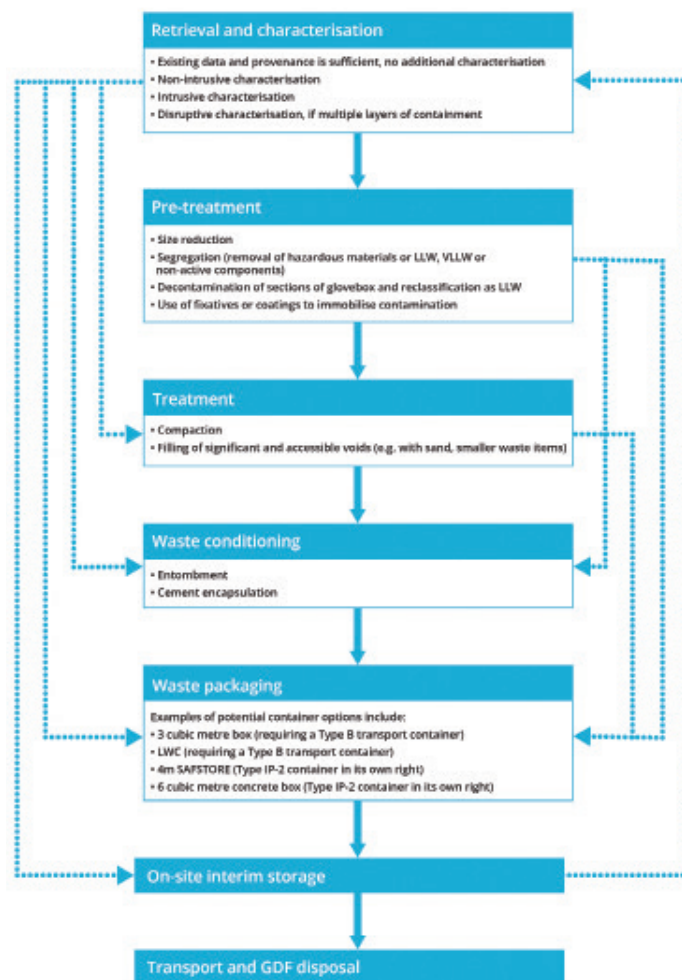 Retrieval and characterisation
• Existing data and provenance is sufficient, no additional characterisation
• Non-intrusive characterisation
• Intrusive characterisation
• Disruptive characterisation, if multiple layers of containment
Pre-treatment
• Size reduction
• Segregation (removal of hazardous materials or LLW, VLLW or
non-active components)
• Decontamination of sections of glovebox and reclassification as LLW
• Use of fixatives or coatings to immobilise contamination
Treatment
• Compaction
• Filling of significant and accessible voids (e.g. with sand, smaller waste items)
Waste conditioning
• Entombment
• Cement encapsulation
Waste packaging
Examples of potential container options include:
• 3 cubic metre box (requiring a Type B transport container)
• LWC (requiring a Type B transport container)
• 4m SAFSTORE (Type IP-2 container in its own right)
• 6 cubic metre concrete box (Type IP-2 container in its own right)
On-site interim storage
Transport and GDF disposal